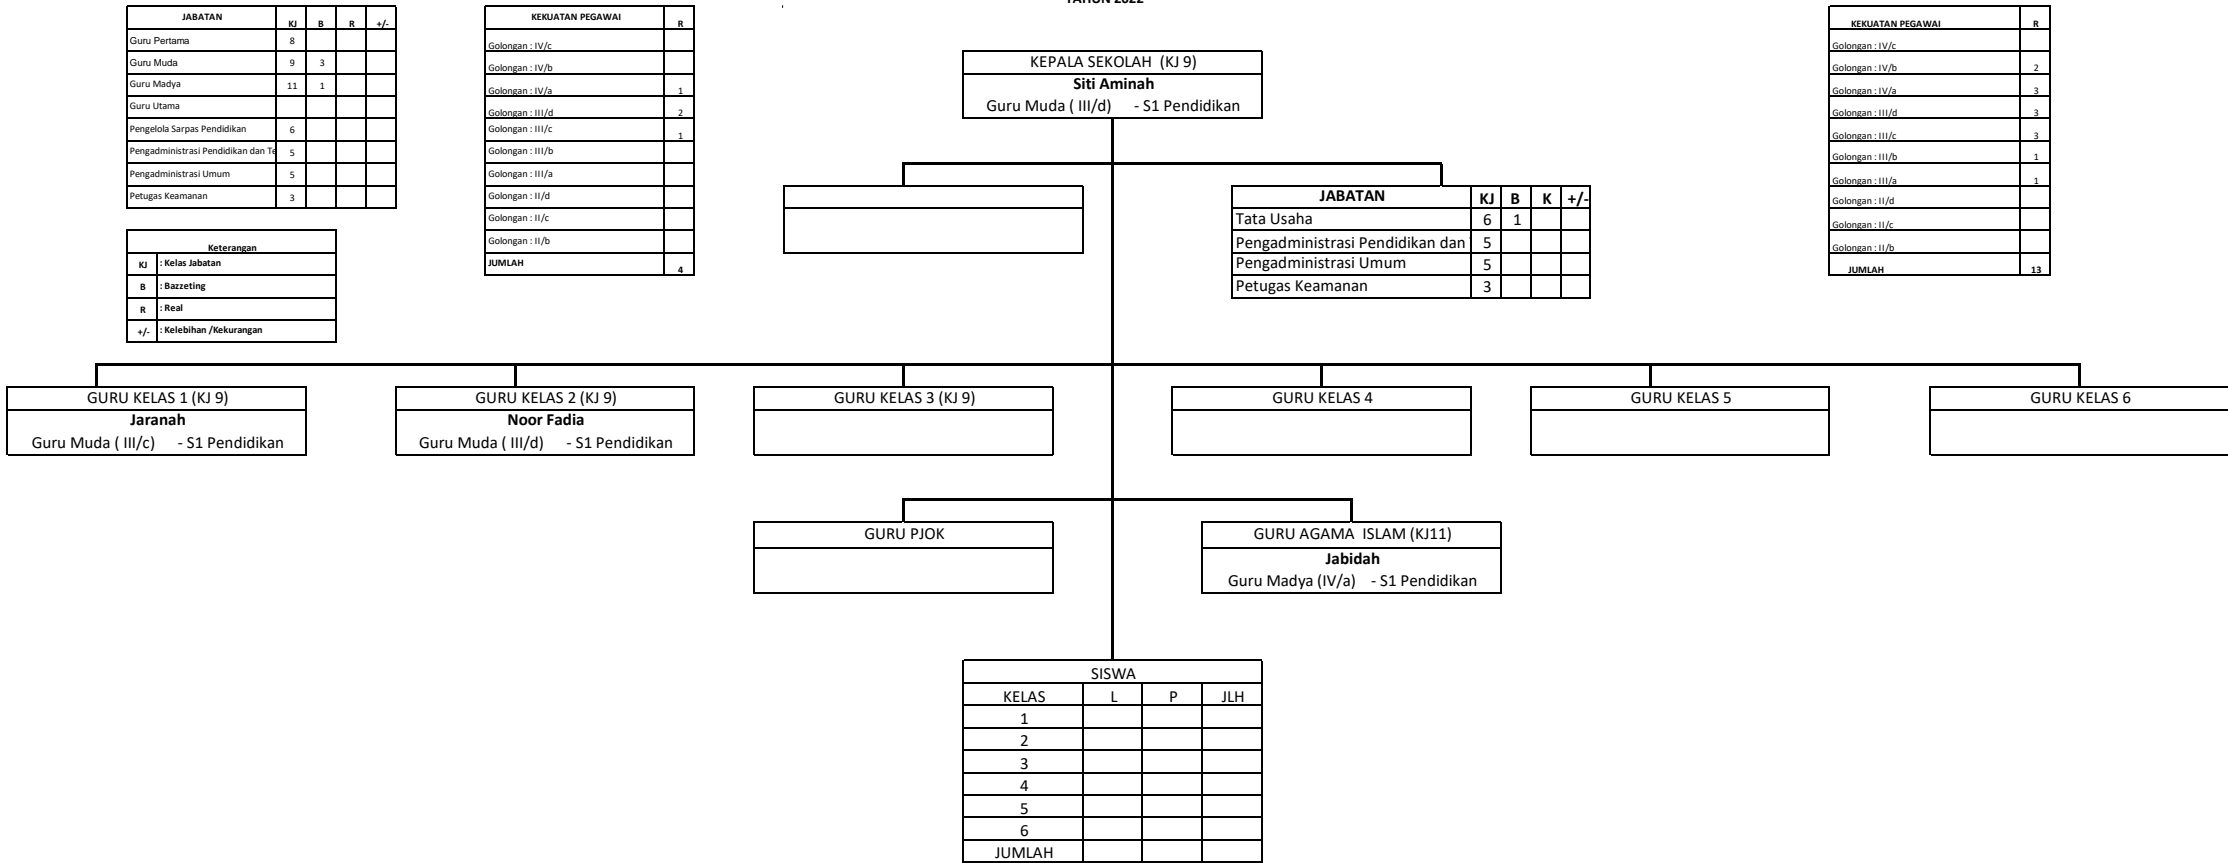 TAHUN 2022
JABATAN KJ B R +/-
Guru Pertama 8
Guru Muda 9 3
Guru Madya 11 1
Guru Utama
Pengelola Sarpas Pendidikan 6
Pengadministrasi Pendidikan dan Te 5
Pengadministrasi Umum 5
Petugas Keamanan 3
Keterangan
KJ : Kelas Jabatan
B : Bazzeting
R : Real
+/- : Kelebihan /Kekurangan
KEKUATAN PEGAWAI R
Golongan : IV/c
Golongan : IV/b
Golongan : IV/a 1
Golongan : III/d 2
Golongan : III/c 1
Golongan : III/b
Golongan : III/a
Golongan : II/d
Golongan : II/c
Golongan : II/b
JUMLAH 4
KEPALA SEKOLAH (KJ 9)
Siti Aminah
Guru Muda ( III/d) - S1 Pendidikan
JABATAN KJ B K +/-
Tata Usaha 6 1
Pengadministrasi Pendidikan dan 5
Pengadministrasi Umum 5
Petugas Keamanan 3
KEKUATAN PEGAWAI R
Golongan : IV/c
Golongan : IV/b 2
Golongan : IV/a 3
Golongan : III/d 3
Golongan : III/c 3
Golongan : III/b 1
Golongan : III/a 1
Golongan : II/d
Golongan : II/c
Golongan : II/b
JUMLAH 13
GURU KELAS 1 (KJ 9)
Jaranah
Guru Muda ( III/c) - S1 Pendidikan
GURU KELAS 2 (KJ 9)
Noor Fadia
Guru Muda ( III/d) - S1 Pendidikan
GURU KELAS 3 (KJ 9)
GURU KELAS 4
GURU KELAS 5
GURU KELAS 6
GURU PJOK
GURU AGAMA ISLAM (KJ11)
Jabidah
Guru Madya (IV/a) - S1 Pendidikan
SISWA
KELAS L P JLH
1
2
3
4
5
6
JUMLAH